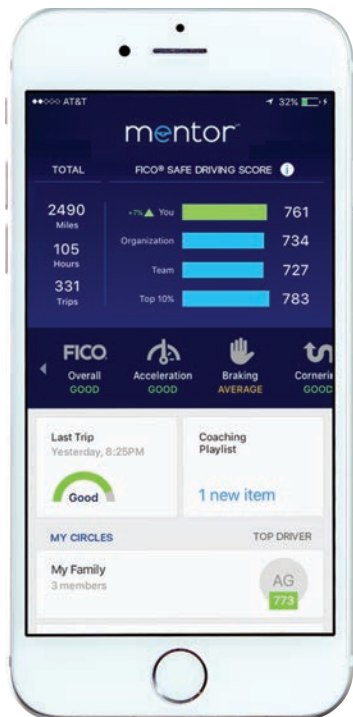 ●●○○○ AT&T 32%
mentor
TOTAL FICO® SAFE DRIVING SCORE i
2490
Miles
105
Hours
331
Trips
+7% You 761
Organization 734
Team 727
Top 10% 783
FICO
Overall
GOOD
Acceleration
GOOD
Braking
AVERAGE
Cornerin
GOOD
Last Trip
Yesterday, 8:25PM
Good
Coaching
Playlist
1 new item
MY CIRCLES TOP DRIVER
My Family
3 members
AG
773